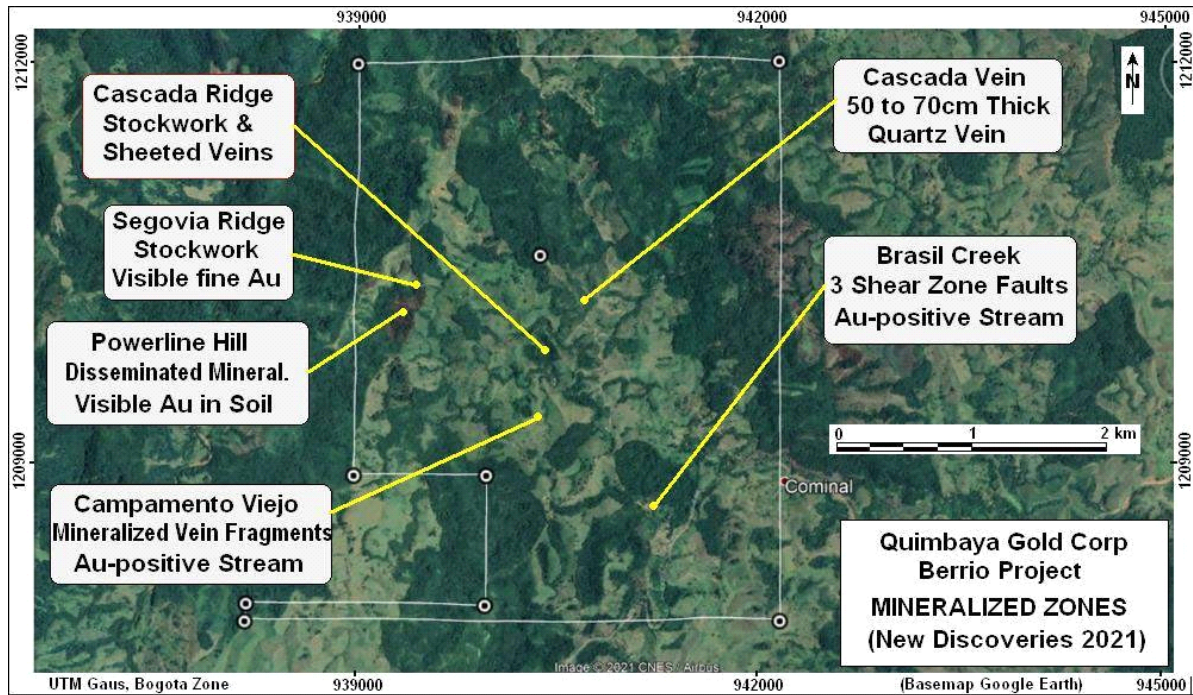 939000
942000
945000
1212000
1212000
N
Cascada Ridge
Stockwork &
Sheeted Veins
Cascada Vein
50 to 70cm Thick
Quartz Vein
Segovia Ridge
Stockwork
Visible fine Au
Brasil Creek
3 Shear Zone Faults
Au-positive Stream
Powerline Hill
Disseminated Mineral.
Visible Au in Soil
0 1 2 km
1209000
1209000
Cominal
Campamento Viejo
Mineralized Vein Fragments
Au-positive Stream
Quimbaya Gold Corp
Berrio Project
MINERALIZED ZONES
(New Discoveries 2021)
Image © 2021 CNES / Airbus
UTM Gaus, Bogota Zone
939000
942000
(Basemap Google Earth)
945000